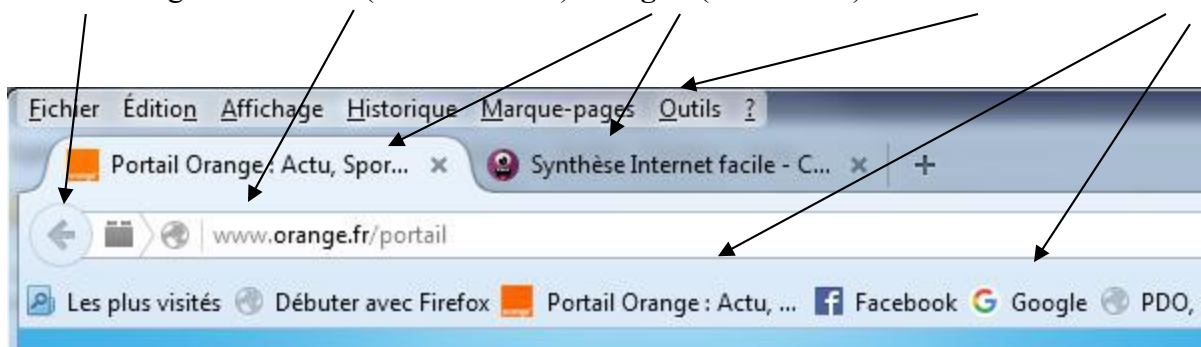 Fichier Édition Affichage Historique Marque-pages Outils ?
Portail Orange : Actu, Spor... × Synthèse Internet facile - C... × +
www.orange.fr/portail
Les plus visités Débuter avec Firefox Portail Orange : Actu, ... Facebook G Google PDO,